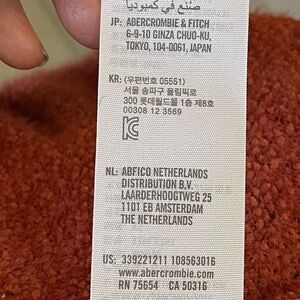 صنع في كمبوديا
JP: ABERCROMBIE & FITCH
6-9-10 GINZA CHUO-KU,
TOKYO, 104-0061, JAPAN
KR: (우편번호 05551)
서울 송파구 올림픽로
300 롯데월드몰 1층 제8호
00308 12 3569
KC
NL: ABFICO NETHERLANDS
DISTRIBUTION B.V.
LAARDERHOOGTWEG 25
1101 EB AMSTERDAM
THE NETHERLANDS
US: 339221211 108563016
www.abercrombie.com
RN 75654 CA 50316